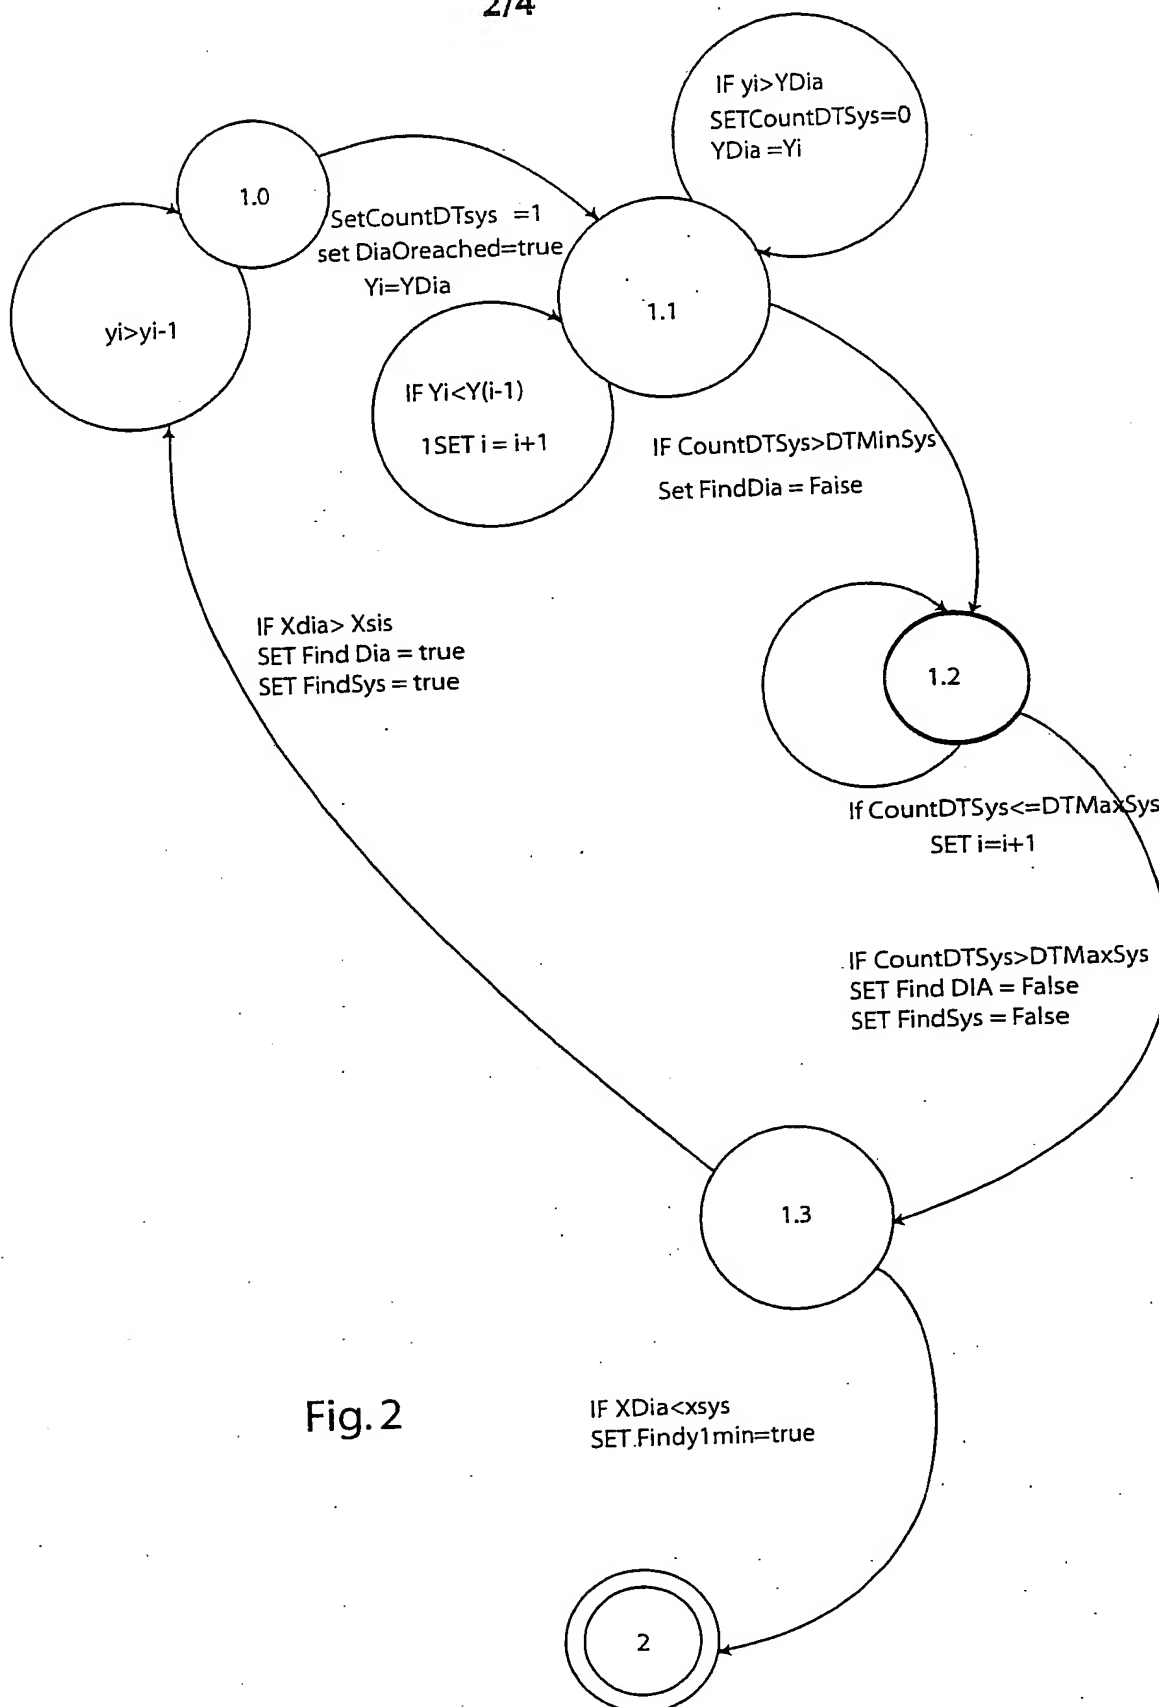 2/4
IF yi>YDia
SETCountDTSys=0
YDia =Yi
1.0
SetCountDTsys =1
set DiaOreached=true
Yi=YDia
1.1
yi>yi-1
IF Yi<Y(i-1)
1SET i = i+1
IF CountDTSys>DTMinSys
Set FindDia = Faise
IF Xdia> Xsis
SET Find Dia = true
SET FindSys = true
1.2
If CountDTSys<=DTMaxSys
SET i=i+1
IF CountDTSys>DTMaxSys
SET Find DIA = False
SET FindSys = False
1.3
Fig. 2
IF XDia<xsys
SET.Findy1min=true
2